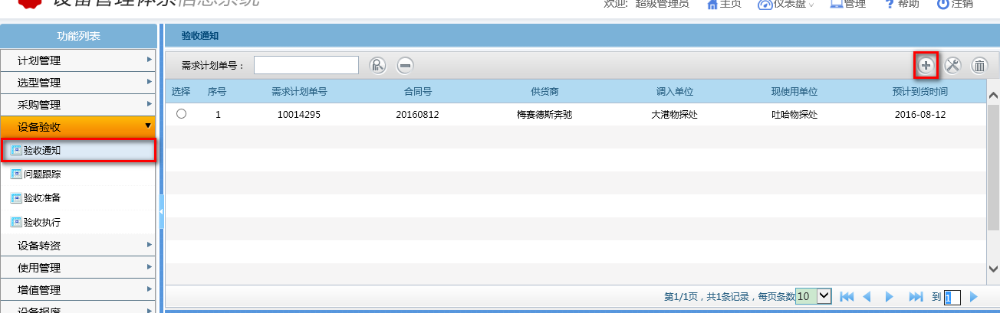 设备管理体系信息系统
欢迎: 超级管理员 主页 仪表盘 管理 帮助 注销
功能列表
计划管理
选型管理
采购管理
设备验收
验收通知
问题跟踪
验收准备
验收执行
设备转资
使用管理
增值管理
设备报废
验收通知
需求计划单号：
选择 序号 需求计划单号 合同号 供货商 调入单位 现使用单位 预计到货时间
1 10014295 20160812 梅赛德斯奔驰 大港物探处 吐哈物探处 2016-08-12
第1/1页，共1条记录，每页条数 10 到 1